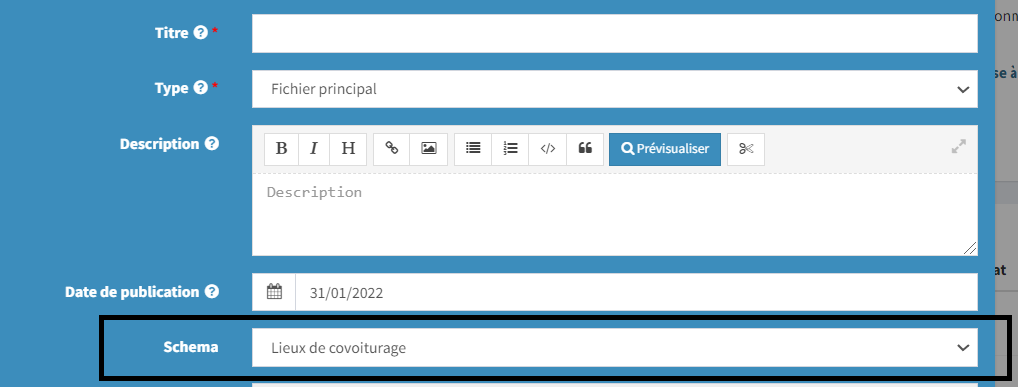 Titre ? *
onn
se à
Type ? *
Fichier principal
Description ?
B I H </> Prévisualiser
Description
at
Date de publication ?
31/01/2022
Schema
Lieux de covoiturage